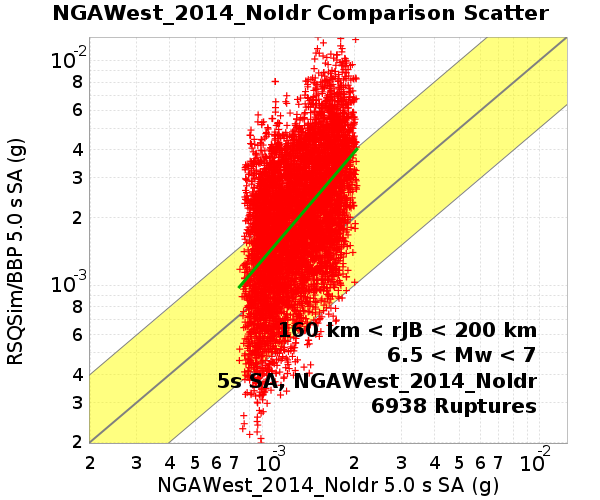 NGAWest_2014_NoIdr Comparison Scatter
RSQSim/BBP 5.0 s SA (g)
10-2
8
6
4
3
2
10-3
8
6
4
3
2
160 km < rJB < 200 km
6.5 < Mw < 7
5s SA, NGAWest_2014_NoIdr
6938 Ruptures
2 3 4 5 6 7 10-3 2 3 4 5 6 7 10-2
NGAWest_2014_NoIdr 5.0 s SA (g)